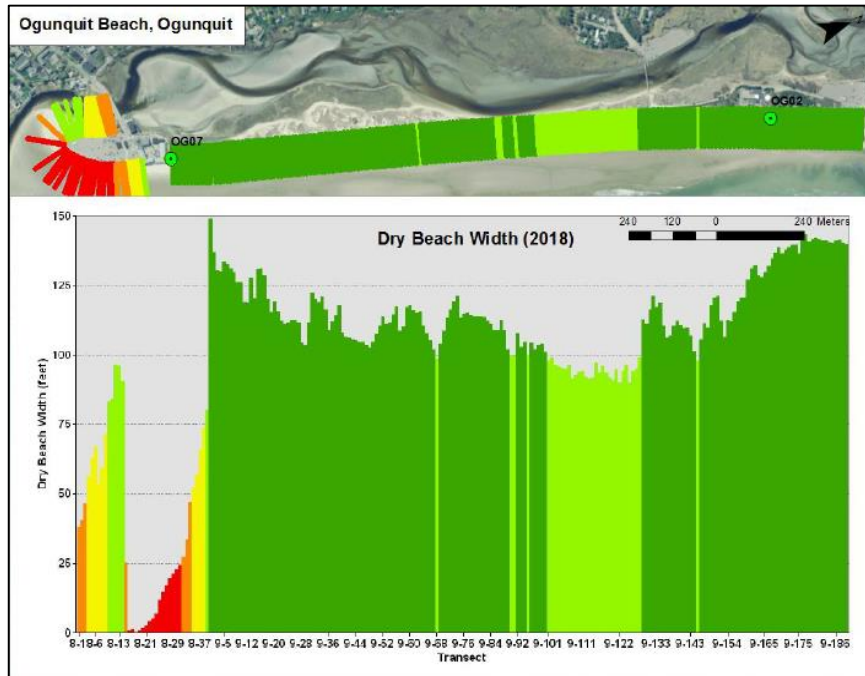 Ogunquit Beach, Ogunquit
OG07
OG02
Dry Beach Width (2018)
240 120 0 240 Meters
Dry Beach Width (feet)
150
125
100
75
50
25
0
8-18-6 8-13 8-21 8-29 8-37 9-5 9-12 9-20 9-28 9-36 9-44 9-52 9-60 9-68 9-76 9-84 9-92 9-101 9-111 9-122 9-133 9-143 9-154 9-165 9-175 9-186
Transect